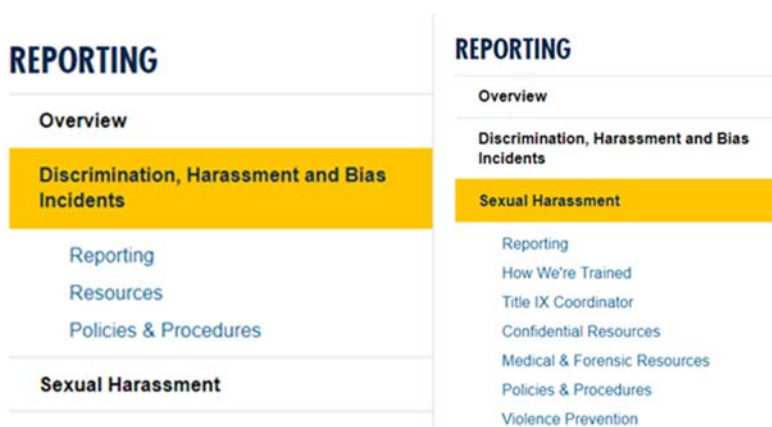 REPORTING
Overview
Discrimination, Harassment and Bias
Incidents
Reporting
Resources
Policies & Procedures
Sexual Harassment
REPORTING
Overview
Discrimination, Harassment and Bias
Incidents
Sexual Harassment
Reporting
How We're Trained
Title IX Coordinator
Confidential Resources
Medical & Forensic Resources
Policies & Procedures
Violence Prevention